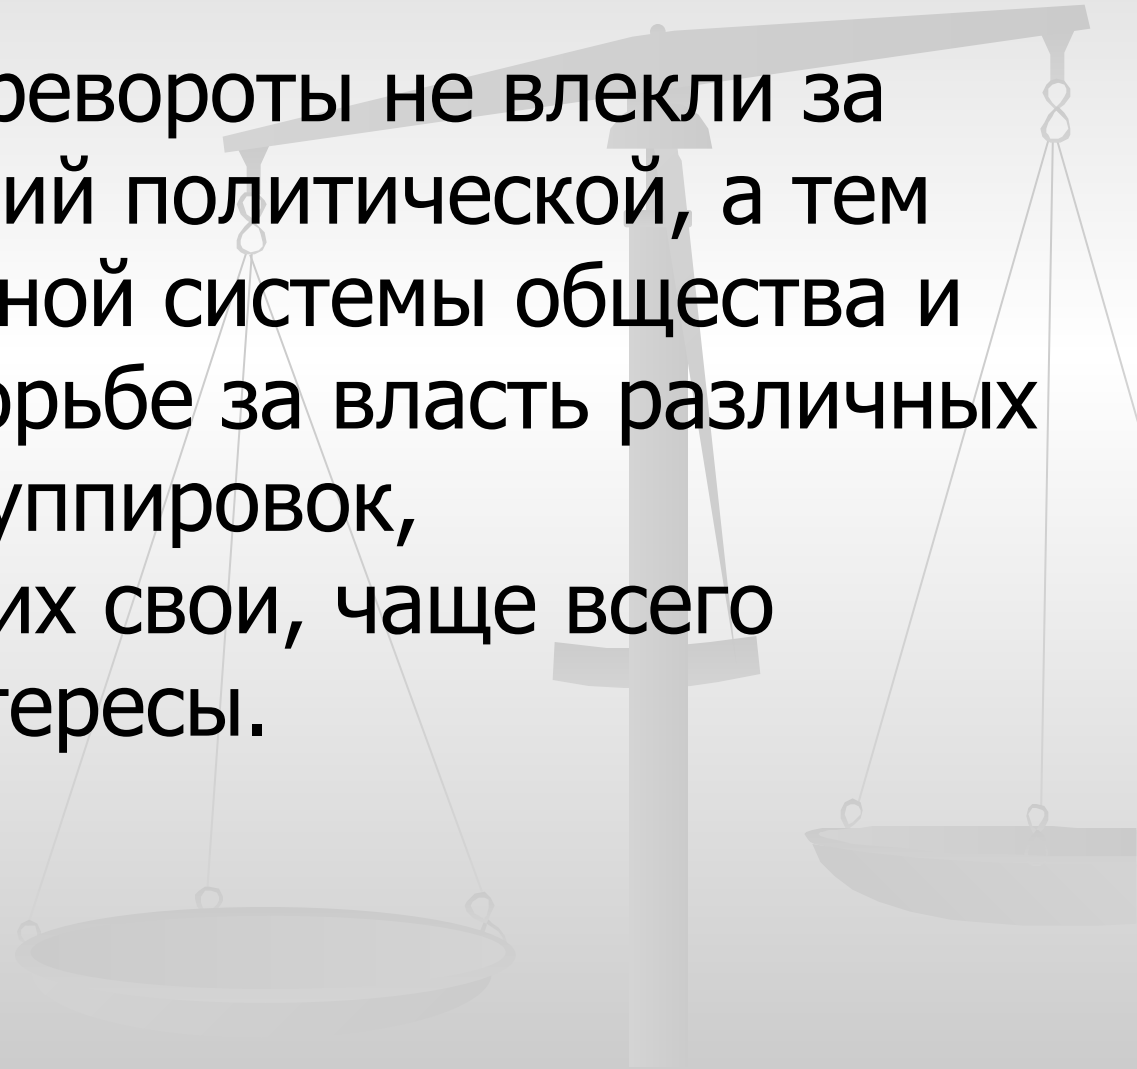 ревороты не влекли за
ий политической, а тем
ной системы общества и
орьбе за власть различных
уппировок,
их свои, чаще всего
тересы.